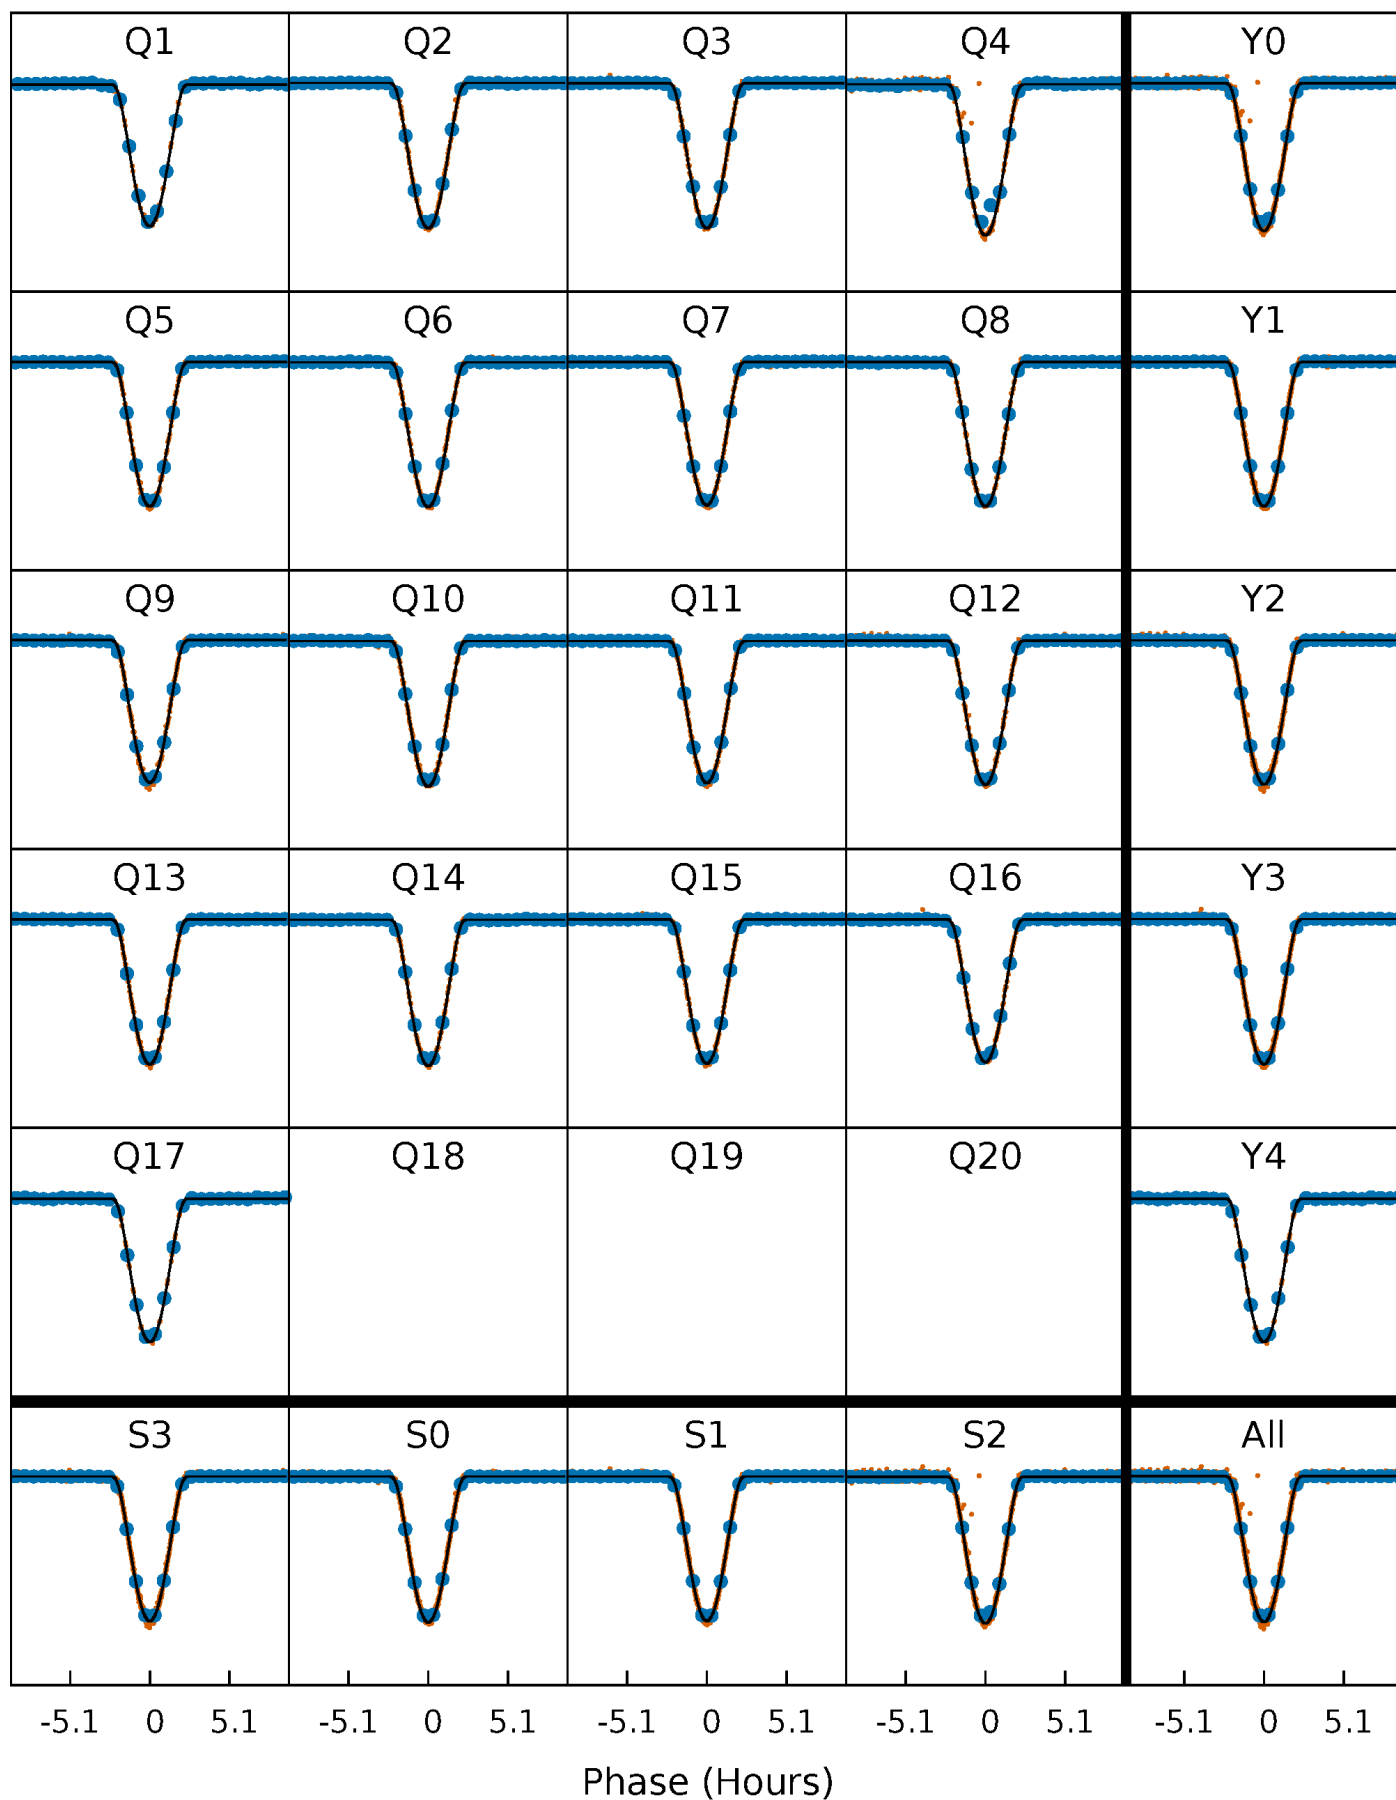 Q1 Q2 Q3 Q4 Y0
Q5 Q6 Q7 Q8 Y1
Q9 Q10 Q11 Q12 Y2
Q13 Q14 Q15 Q16 Y3
Q17 Q18 Q19 Q20 Y4
S3 S0 S1 S2 All
-5.1 0 5.1 -5.1 0 5.1 -5.1 0 5.1 -5.1 0 5.1 -5.1 0 5.1
Phase (Hours)